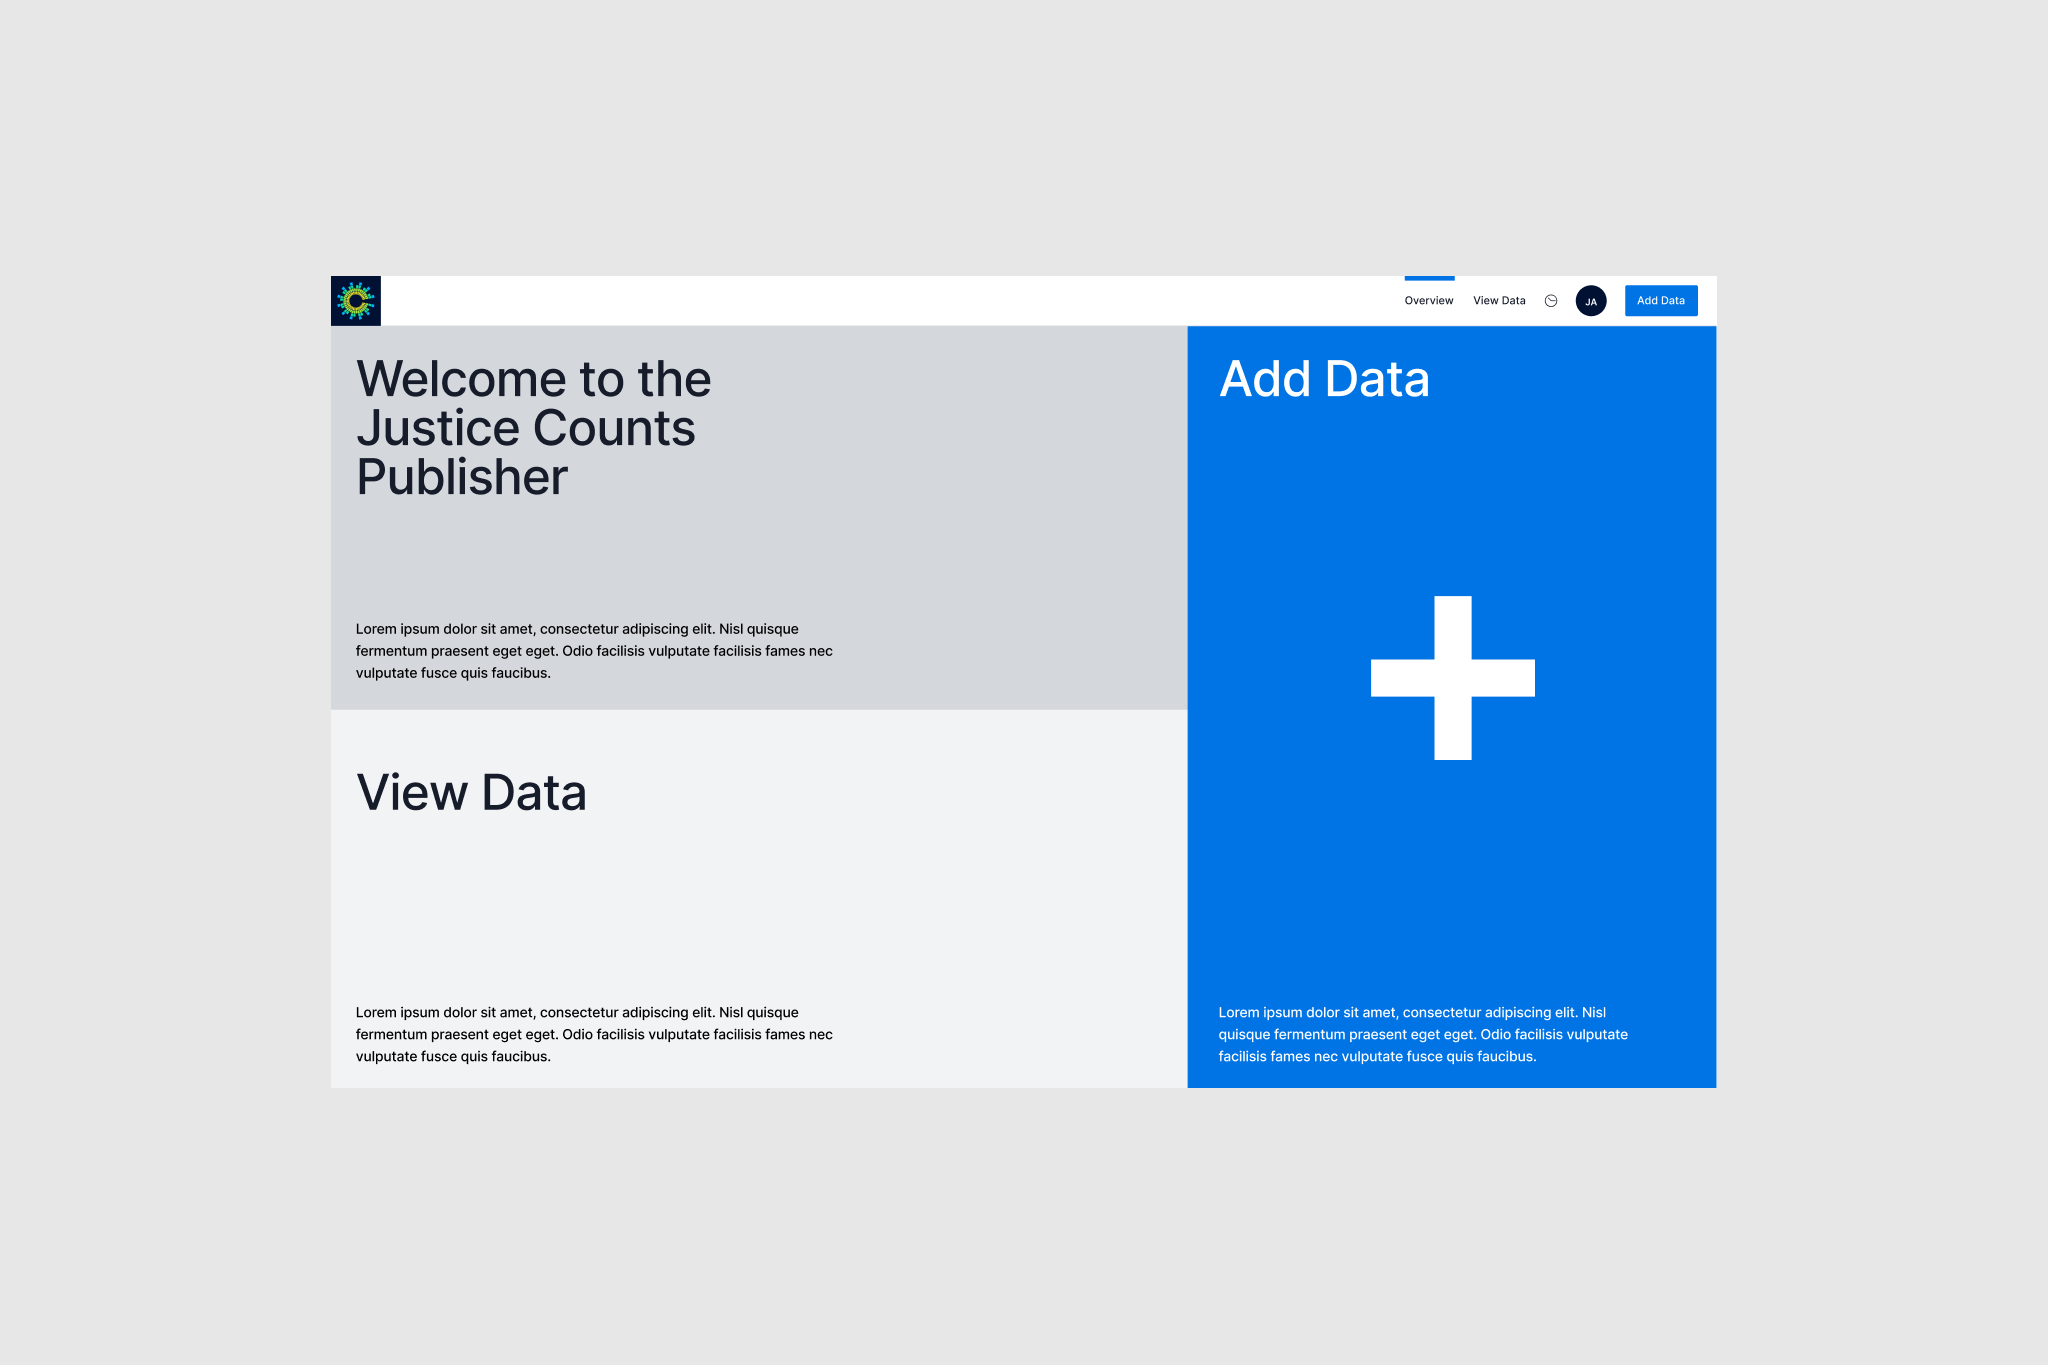 Overview
View Data
JA
Add Data
Welcome to the
Justice Counts
Publisher
Lorem ipsum dolor sit amet, consectetur adipiscing elit. Nisl quisque
fermentum praesent eget eget. Odio facilisis vulputate facilisis fames nec
vulputate fusce quis faucibus.
View Data
Lorem ipsum dolor sit amet, consectetur adipiscing elit. Nisl quisque
fermentum praesent eget eget. Odio facilisis vulputate facilisis fames nec
vulputate fusce quis faucibus.
Add Data
Lorem ipsum dolor sit amet, consectetur adipiscing elit. Nisl
quisque fermentum praesent eget eget. Odio facilisis vulputate
facilisis fames nec vulputate fusce quis faucibus.